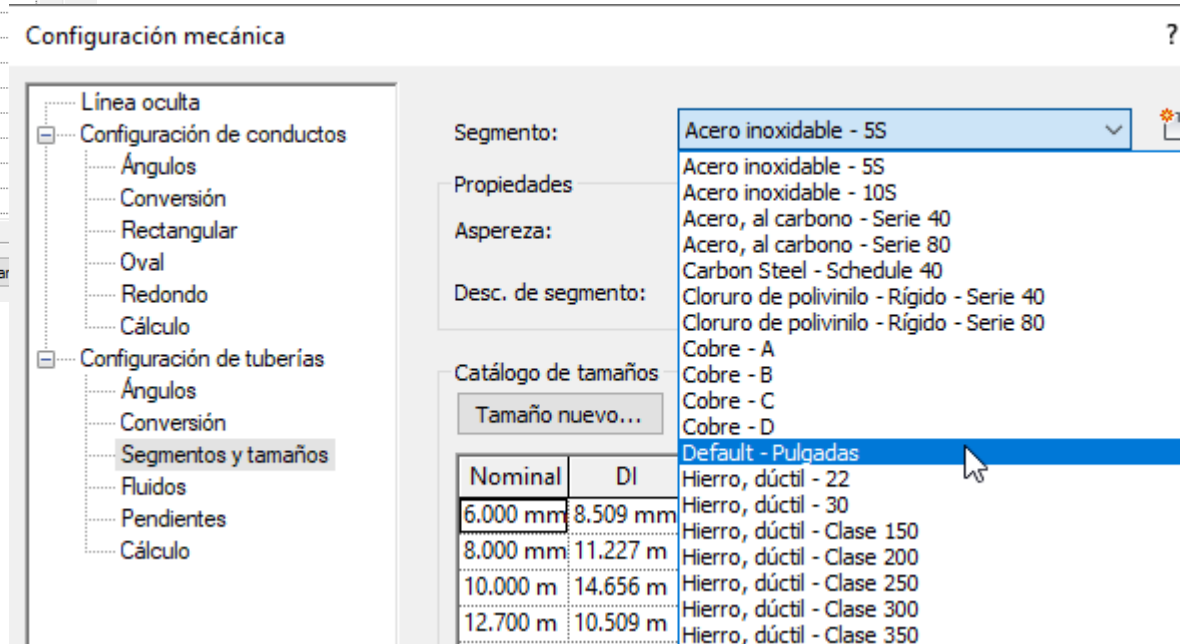 Configuración mecánica
?
Línea oculta
Configuración de conductos
Ángulos
Conversión
Rectangular
Oval
Redondo
Cálculo
Configuración de tuberías
Ángulos
Conversión
Segmentos y tamaños
Fluidos
Pendientes
Cálculo
Segmento:
Acero inoxidable - 5S
Propiedades
Aspereza:
Desc. de segmento:
Catálogo de tamaños
Tamaño nuevo...
Nominal DI
6.000 mm 8.509 mm
8.000 mm 11.227 m
10.000 m 14.656 m
12.700 m 10.509 m
Acero inoxidable - 5S
Acero inoxidable - 10S
Acero, al carbono - Serie 40
Acero, al carbono - Serie 80
Carbon Steel - Schedule 40
Cloruro de polivinilo - Rígido - Serie 40
Cloruro de polivinilo - Rígido - Serie 80
Cobre - A
Cobre - B
Cobre - C
Cobre - D
Default - Pulgadas
Hierro, dúctil - 22
Hierro, dúctil - 30
Hierro, dúctil - Clase 150
Hierro, dúctil - Clase 200
Hierro, dúctil - Clase 250
Hierro, dúctil - Clase 300
Hierro, dúctil - Clase 350